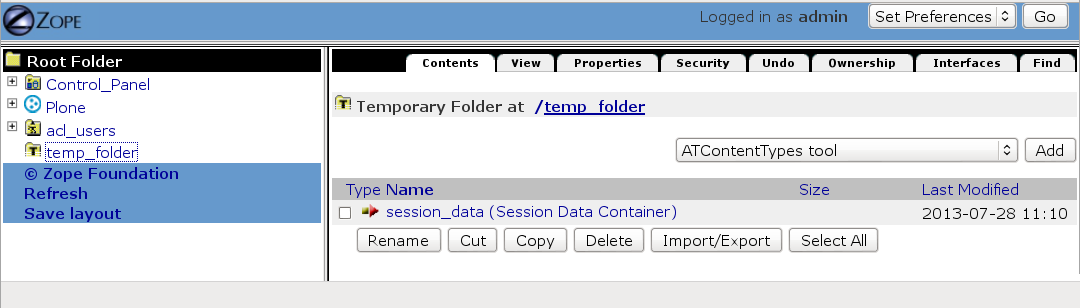 ZOPE
Logged in as admin Set Preferences Go
Root Folder
Control_Panel
Plone
acl_users
temp_folder
© Zope Foundation
Refresh
Save layout
Contents View Properties Security Undo Ownership Interfaces Find
Temporary Folder at /temp_folder
ATContentTypes tool Add
Type Name Size Last Modified
session_data (Session Data Container) 2013-07-28 11:10
Rename Cut Copy Delete Import/Export Select All